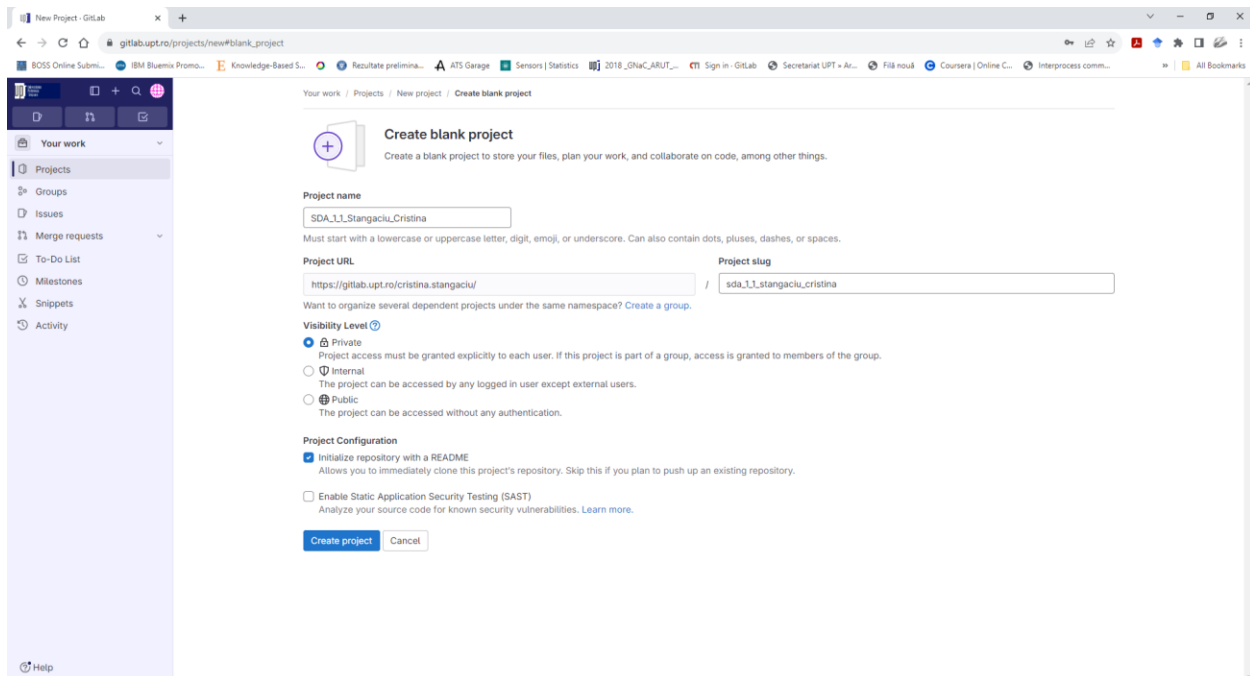 New Project · GitLab
gitlab.upt.ro/projects/new#blank_project
BOSS Online Submi... IBM Bluemix Promo... Knowledge-Based S... Rezultate prelimina... ATS Garage Sensors | Statistics 2018 _GNaC_ARUT_... Sign in · GitLab Secretariat UPT » Ar... Filă nouă Coursera | Online C... Interprocess comm... » All Bookmarks
Your work / Projects / New project / Create blank project
Your work
Projects
Groups
Issues
Merge requests
To-Do List
Milestones
Snippets
Activity
Help
Create blank project
Create a blank project to store your files, plan your work, and collaborate on code, among other things.
Project name
SDA_1_1_Stangaciu_Cristina
Must start with a lowercase or uppercase letter, digit, emoji, or underscore. Can also contain dots, pluses, dashes, or spaces.
Project URL Project slug
https://gitlab.upt.ro/cristina.stangaciu/ / sda_1_1_stangaciu_cristina
Want to organize several dependent projects under the same namespace? Create a group.
Visibility Level
Private
Project access must be granted explicitly to each user. If this project is part of a group, access is granted to members of the group.
Internal
The project can be accessed by any logged in user except external users.
Public
The project can be accessed without any authentication.
Project Configuration
Initialize repository with a README
Allows you to immediately clone this project's repository. Skip this if you plan to push up an existing repository.
Enable Static Application Security Testing (SAST)
Analyze your source code for known security vulnerabilities. Learn more.
Create project Cancel